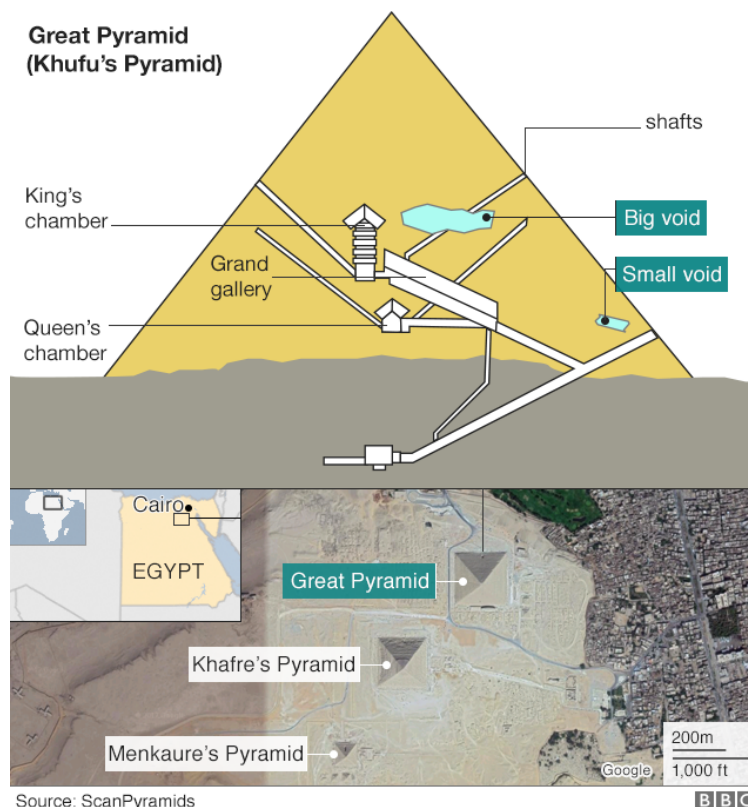 Great Pyramid
(Khufu's Pyramid)
shafts
King's
chamber
Big void
Grand
gallery
Small void
Queen's
chamber
Cairo
EGYPT
Great Pyramid
Khafre's Pyramid
Menkaure's Pyramid
200m
Google
1,000 ft
Source: ScanPyramids
BBC